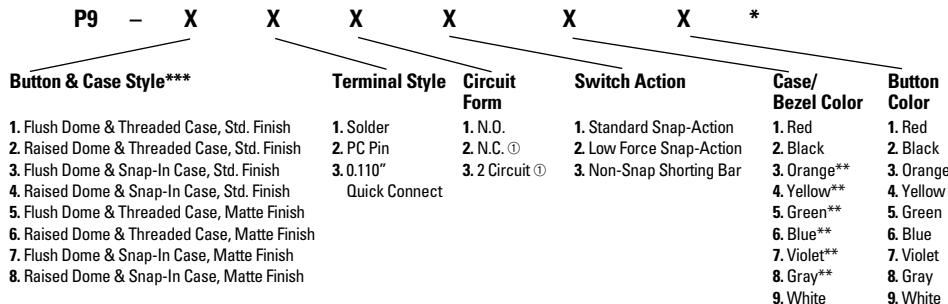 P9 – X X X X X X *
Button & Case Style*** Terminal Style Circuit Form Switch Action Case/ Bezel Color Button Color
1. Flush Dome & Threaded Case, Std. Finish
2. Raised Dome & Threaded Case, Std. Finish
3. Flush Dome & Snap-In Case, Std. Finish
4. Raised Dome & Snap-In Case, Std. Finish
5. Flush Dome & Threaded Case, Matte Finish
6. Raised Dome & Threaded Case, Matte Finish
7. Flush Dome & Snap-In Case, Matte Finish
8. Raised Dome & Snap-In Case, Matte Finish
1. Solder
2. PC Pin
3. 0.110"
Quick Connect
1. N.O.
2. N.C. ①
3. 2 Circuit ①
1. Standard Snap-Action
2. Low Force Snap-Action
3. Non-Snap Shorting Bar
1. Red
2. Black
3. Orange**
4. Yellow**
5. Green**
6. Blue**
7. Violet**
8. Gray**
9. White
1. Red
2. Black
3. Orange
4. Yellow
5. Green
6. Blue
7. Violet
8. Gray
9. White